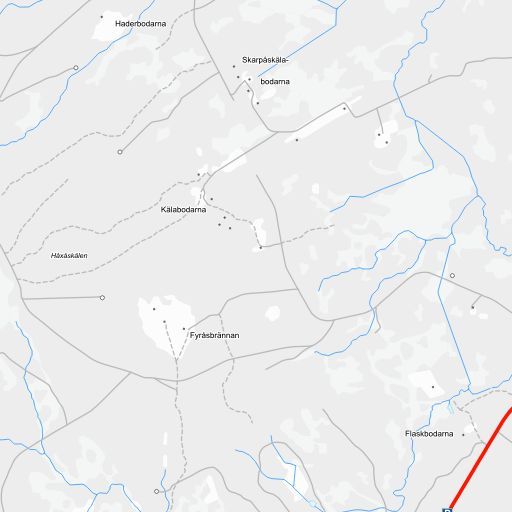 Haderbodarna
Skarpåskäla-
bodarna
Kälabodarna
Häxåskälen
Fyråsbrännan
Flaskbodarna